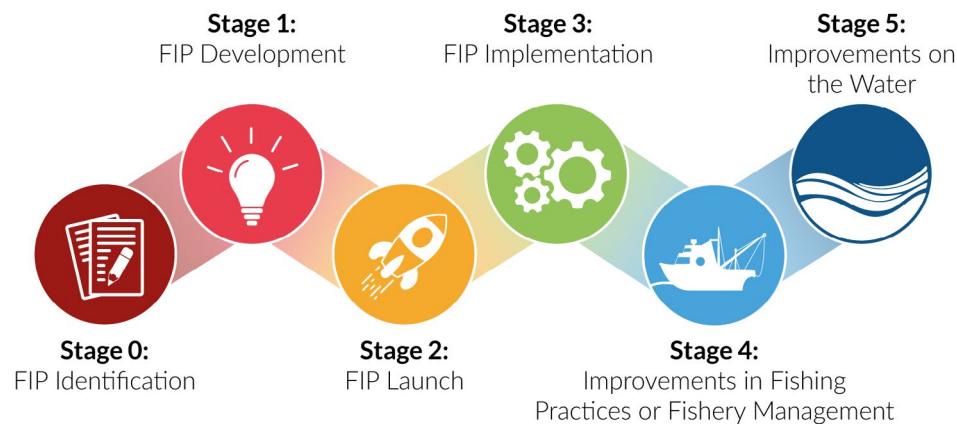 Stage 0:
FIP Identification
Stage 1:
FIP Development
Stage 2:
FIP Launch
Stage 3:
FIP Implementation
Stage 4:
Improvements in Fishing
Practices or Fishery Management
Stage 5:
Improvements on
the Water